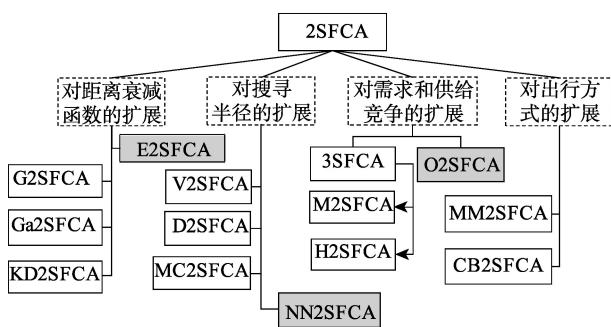 2SFCA
对距离衰减
函数的扩展
对搜寻
半径的扩展
对需求和供给
竞争的扩展
对出行方
式的扩展
E2SFCA
G2SFCA
Ga2SFCA
KD2SFCA
V2SFCA
D2SFCA
MC2SFCA
NN2SFCA
3SFCA
O2SFCA
M2SFCA
H2SFCA
MM2SFCA
CB2SFCA